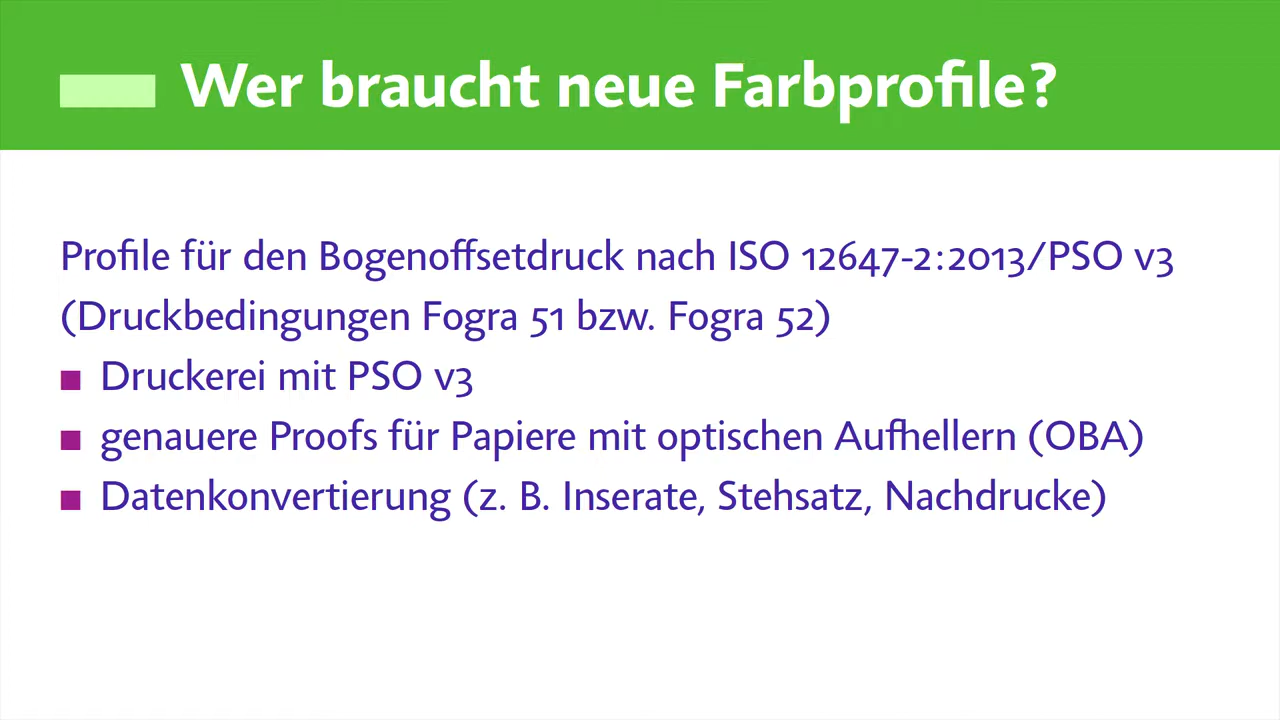 Wer braucht neue Farbprofile?
Profile für den Bogenoffsetdruck nach ISO 12647-2:2013/PSO v3
(Druckbedingungen Fogra 51 bzw. Fogra 52)
■ Druckerei mit PSO v3
■ genauere Proofs für Papiere mit optischen Aufhellern (OBA)
■ Datenkonvertierung (z. B. Inserate, Stehsatz, Nachdrucke)